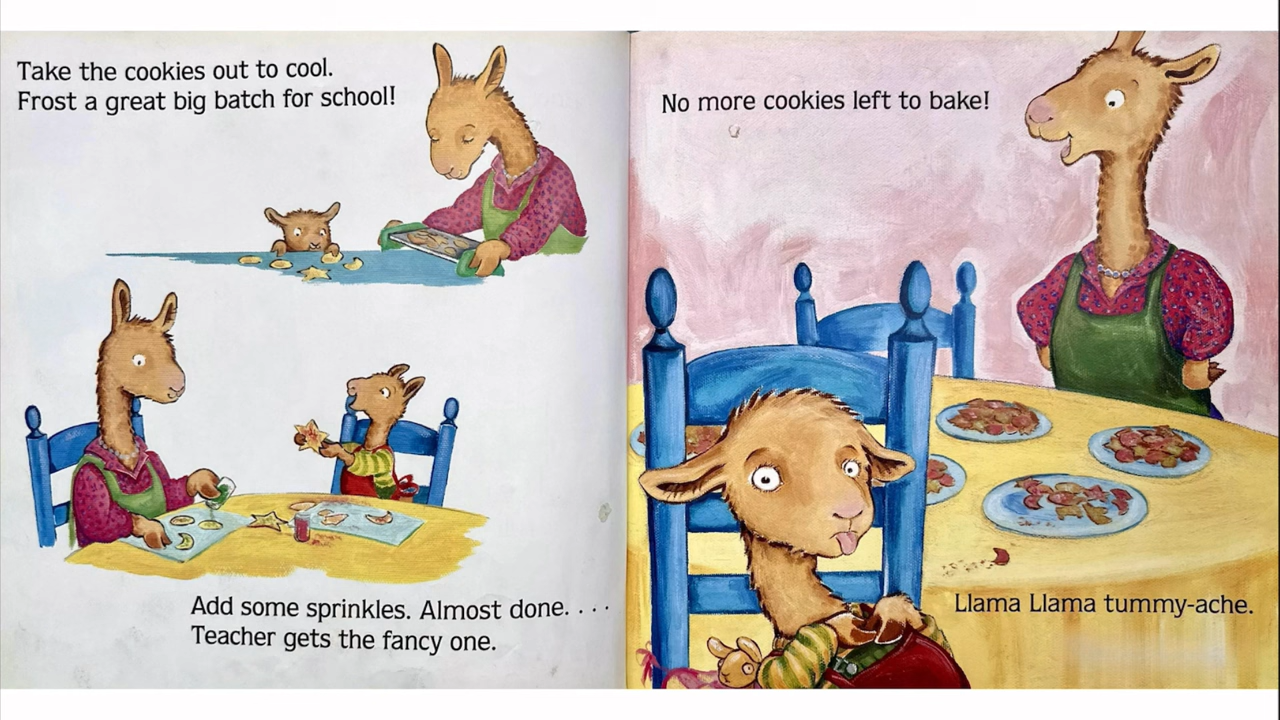 Take the cookies out to cool.
Frost a great big batch for school!
Add some sprinkles. Almost done. . . .
Teacher gets the fancy one.
No more cookies left to bake!
Llama Llama tummy-ache.